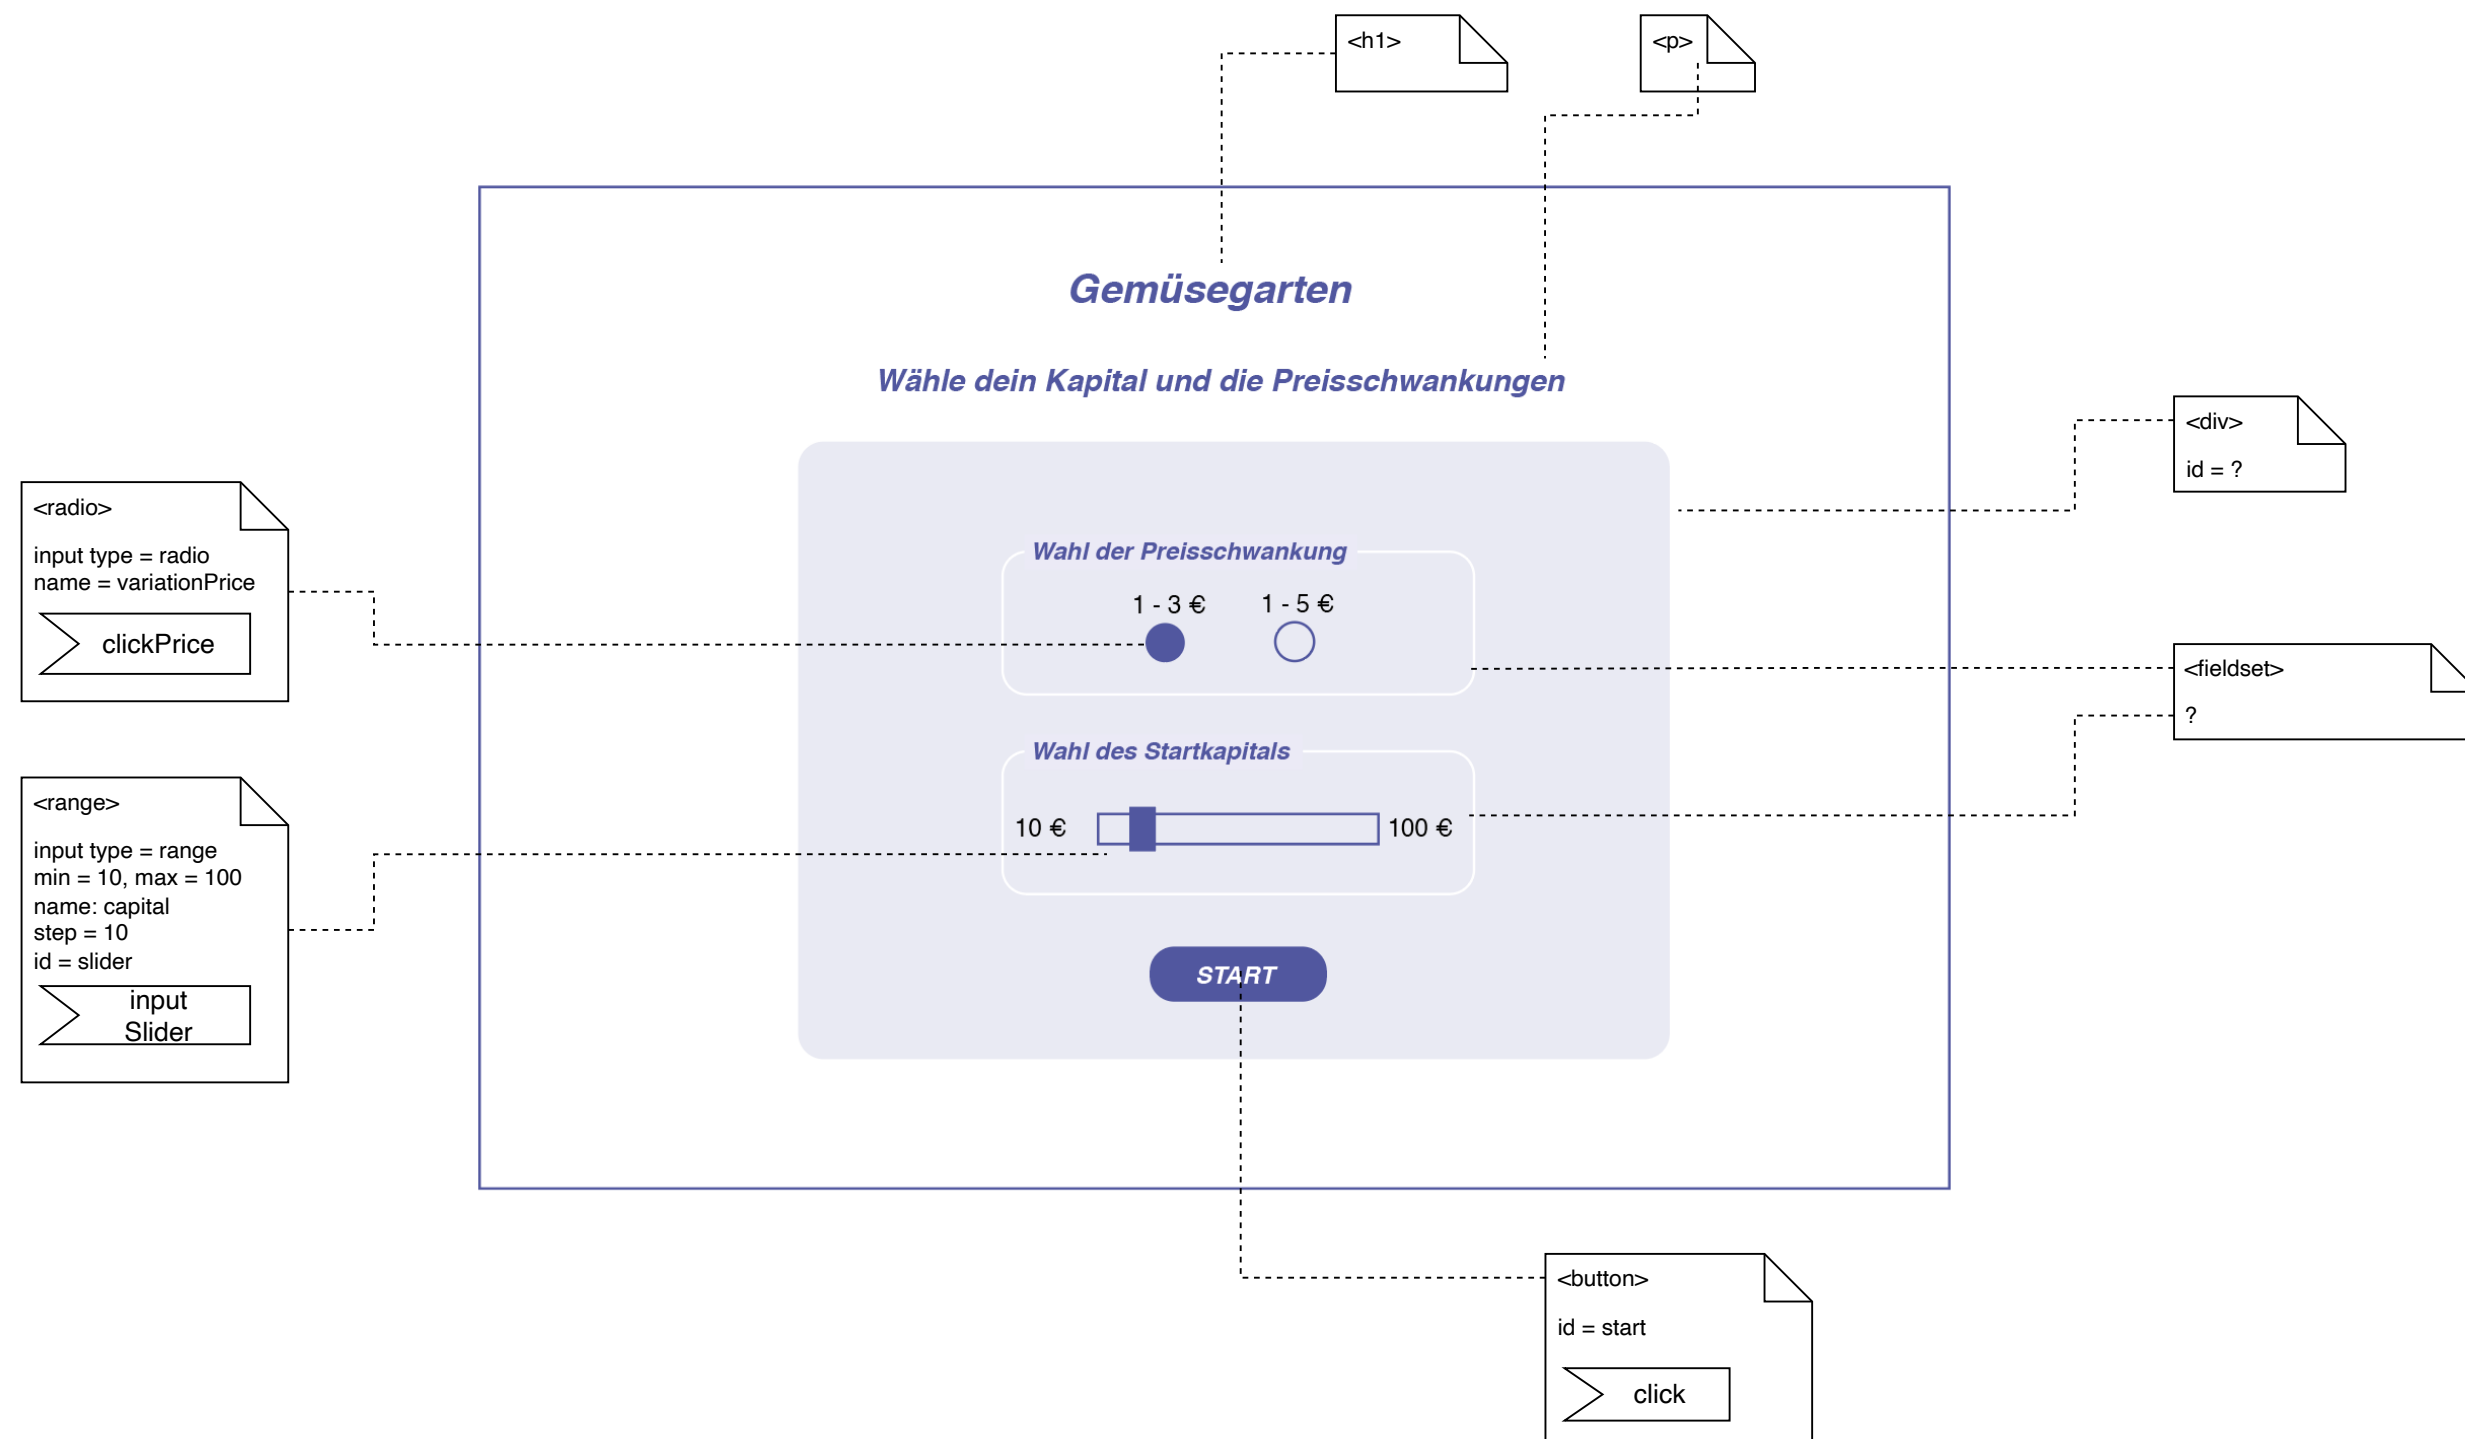 <h1>
<p>
Gemüsegarten
Wähle dein Kapital und die Preisschwankungen
<div>
id = ?
<radio>
input type = radio
name = variationPrice
clickPrice
Wahl der Preisschwankung
1 - 3 €
1 - 5 €
<fieldset>
?
Wahl des Startkapitals
10 €
100 €
<range>
input type = range
min = 10, max = 100
name: capital
step = 10
id = slider
input
Slider
START
<button>
id = start
click